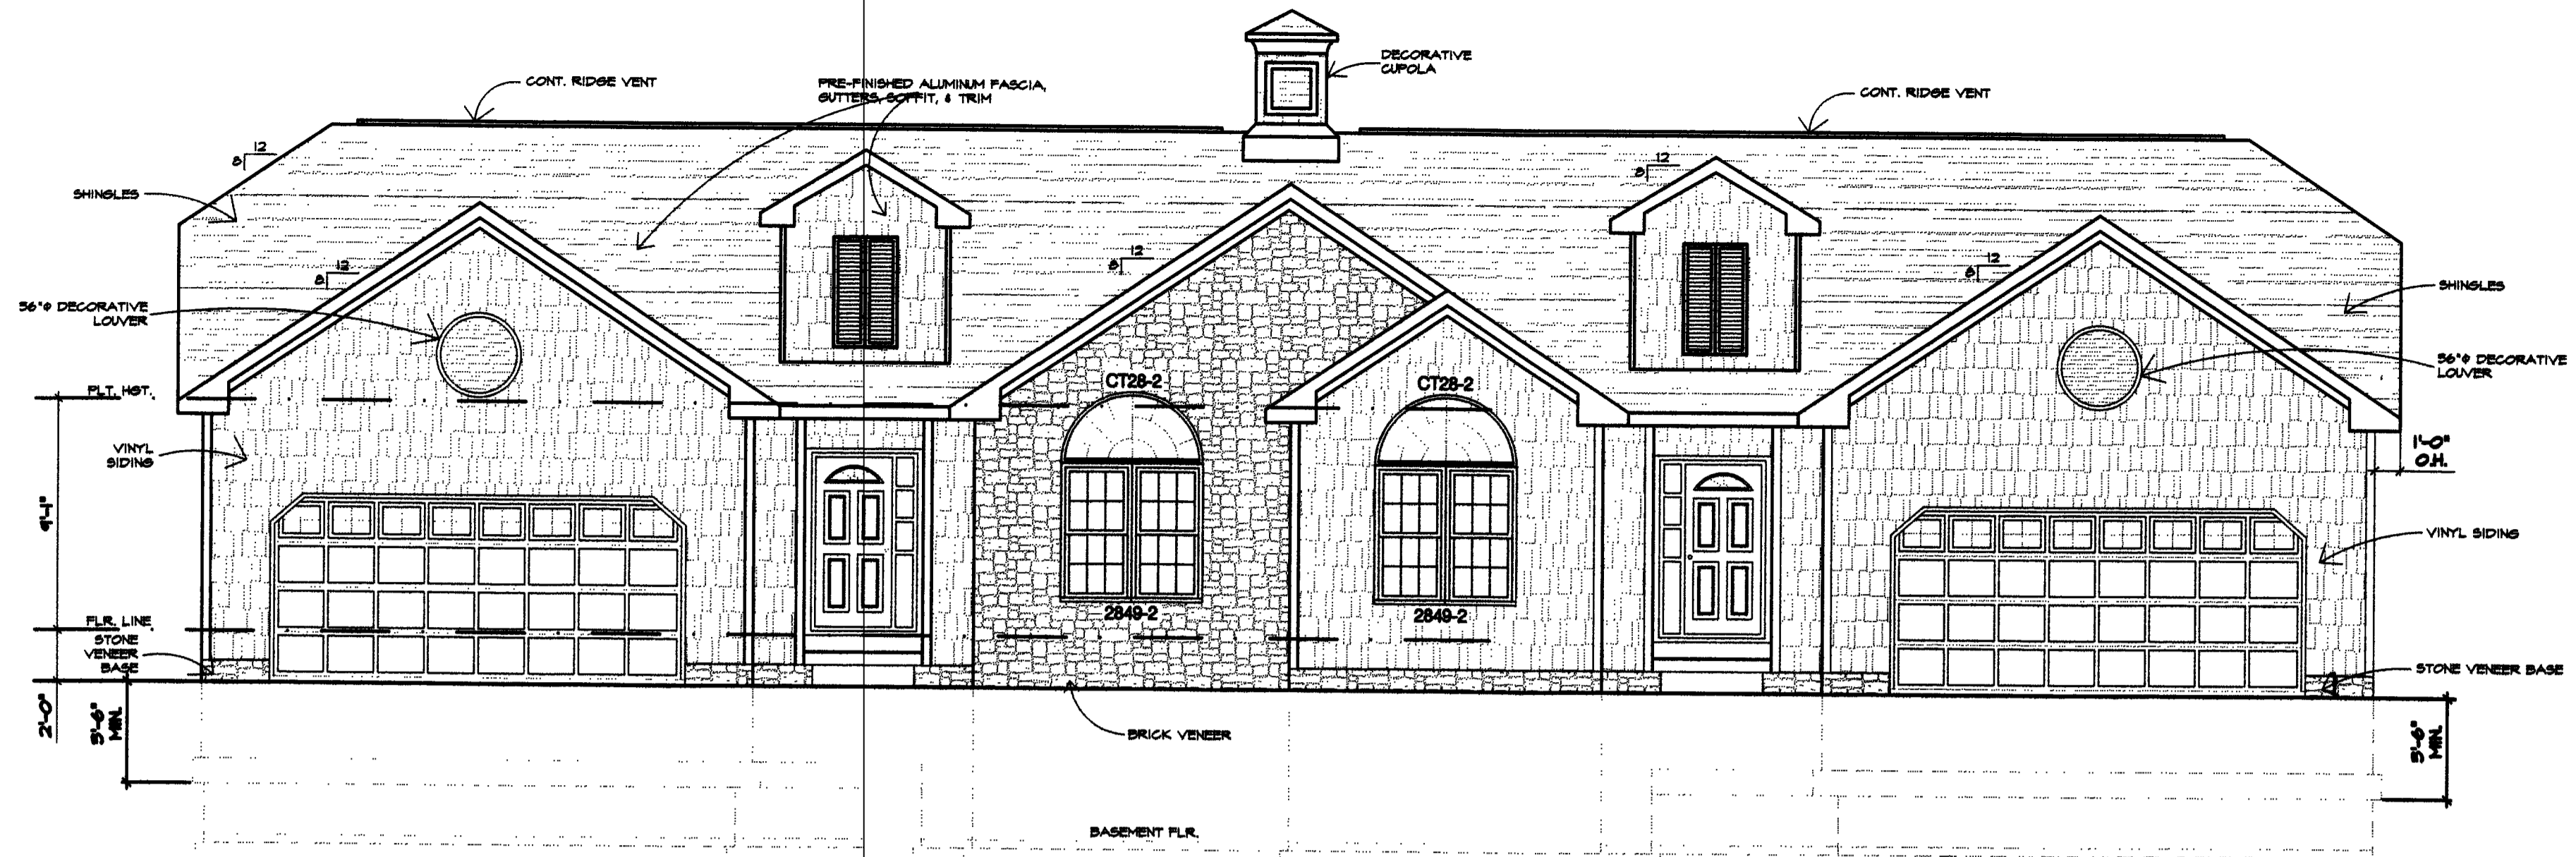 DECORATIVE
CUPOLA
CONT. RIDGE VENT
PRE-FINISHED ALUMINUM FASCIA,
GUTTERS, SOFFIT, & TRIM
CONT. RIDGE VENT
12
8
12
8
SHINGLES
12
8
12
8
12
8
SHINGLES
36"Φ DECORATIVE
LOUVER
36"Φ DECORATIVE
LOUVER
PLT. HGT.
CT28-2
CT28-2
VINYL
SIDING
1'-0"
O.H.
9'-1"
VINYL SIDING
2849-2
2849-2
FLR. LINE
STONE
VENEER
BASE
STONE VENEER BASE
2'-0"
3'-6"
MIN.
BRICK VENEER
3'-6"
MIN.
BASEMENT FLR.